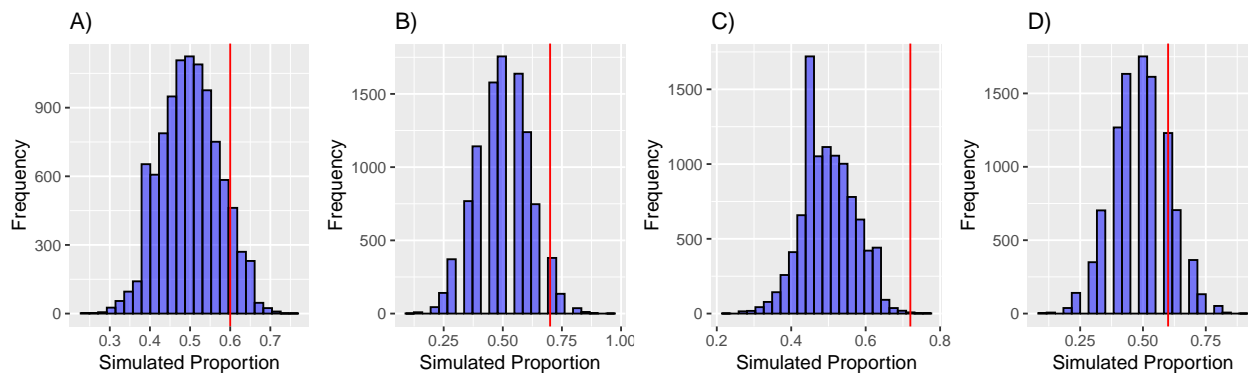 A)
Frequency
900
600
300
0
0.3 0.4 0.5 0.6 0.7
Simulated Proportion
B)
Frequency
1500
1000
500
0
0.25 0.50 0.75 1.00
Simulated Proportion
C)
Frequency
1500
1000
500
0
0.2 0.4 0.6 0.8
Simulated Proportion
D)
Frequency
1500
1000
500
0
0.25 0.50 0.75
Simulated Proportion